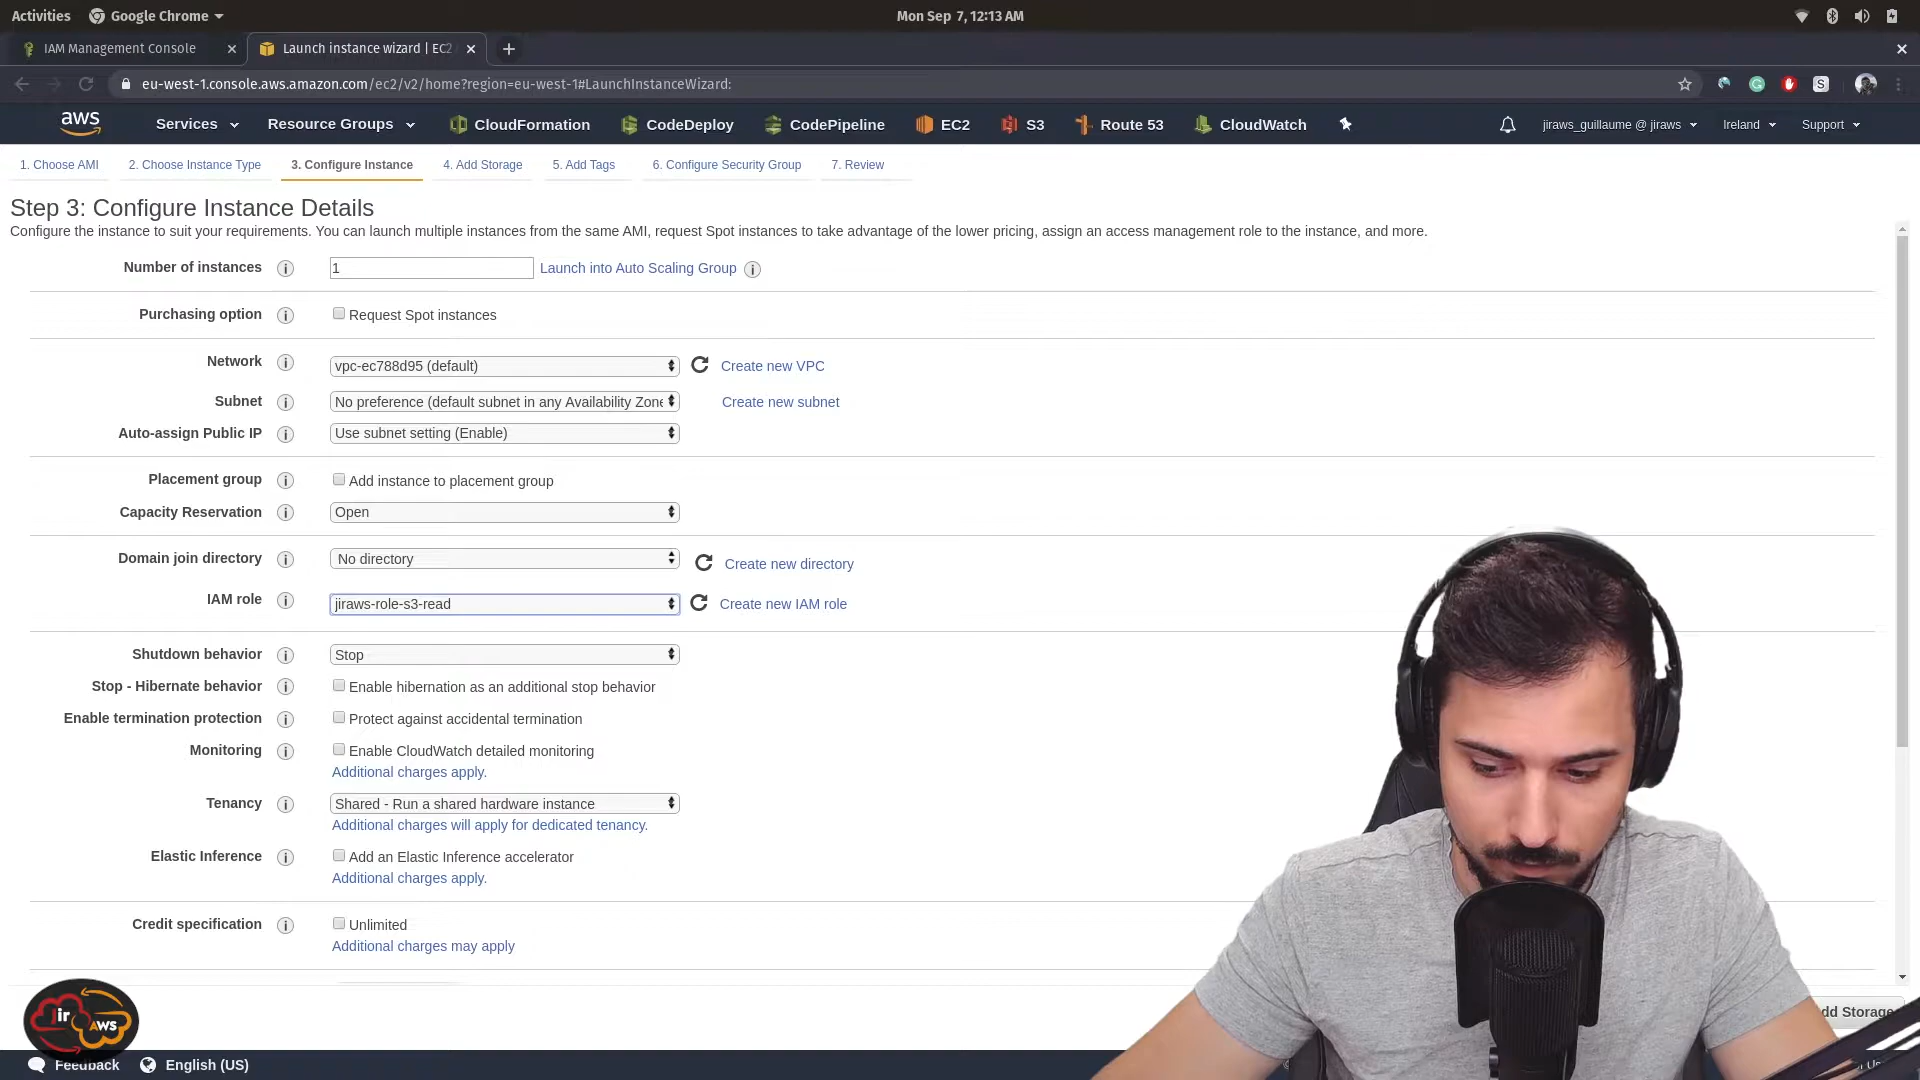 Activities Google Chrome Mon Sep 7, 12:13 AM
IAM Management Console Launch instance wizard | EC2
eu-west-1.console.aws.amazon.com/ec2/v2/home?region=eu-west-1#LaunchInstanceWizard:
aws Services Resource Groups CloudFormation CodeDeploy CodePipeline EC2 S3 Route 53 CloudWatch jiraws_guillaume @ jiraws Ireland Support
1. Choose AMI 2. Choose Instance Type 3. Configure Instance 4. Add Storage 5. Add Tags 6. Configure Security Group 7. Review
Step 3: Configure Instance Details
Configure the instance to suit your requirements. You can launch multiple instances from the same AMI, request Spot instances to take advantage of the lower pricing, assign an access management role to the instance, and more.
Number of instances 1 Launch into Auto Scaling Group
Purchasing option Request Spot instances
Network vpc-ec788d95 (default) Create new VPC
Subnet No preference (default subnet in any Availability Zone Create new subnet
Auto-assign Public IP Use subnet setting (Enable)
Placement group Add instance to placement group
Capacity Reservation Open
Domain join directory No directory Create new directory
IAM role jiraws-role-s3-read Create new IAM role
Shutdown behavior Stop
Stop - Hibernate behavior Enable hibernation as an additional stop behavior
Enable termination protection Protect against accidental termination
Monitoring Enable CloudWatch detailed monitoring
Additional charges apply.
Tenancy Shared - Run a shared hardware instance
Additional charges will apply for dedicated tenancy.
Elastic Inference Add an Elastic Inference accelerator
Additional charges apply.
Credit specification Unlimited
Additional charges may apply
jir AWS
dd Storage
Feedback English (US)